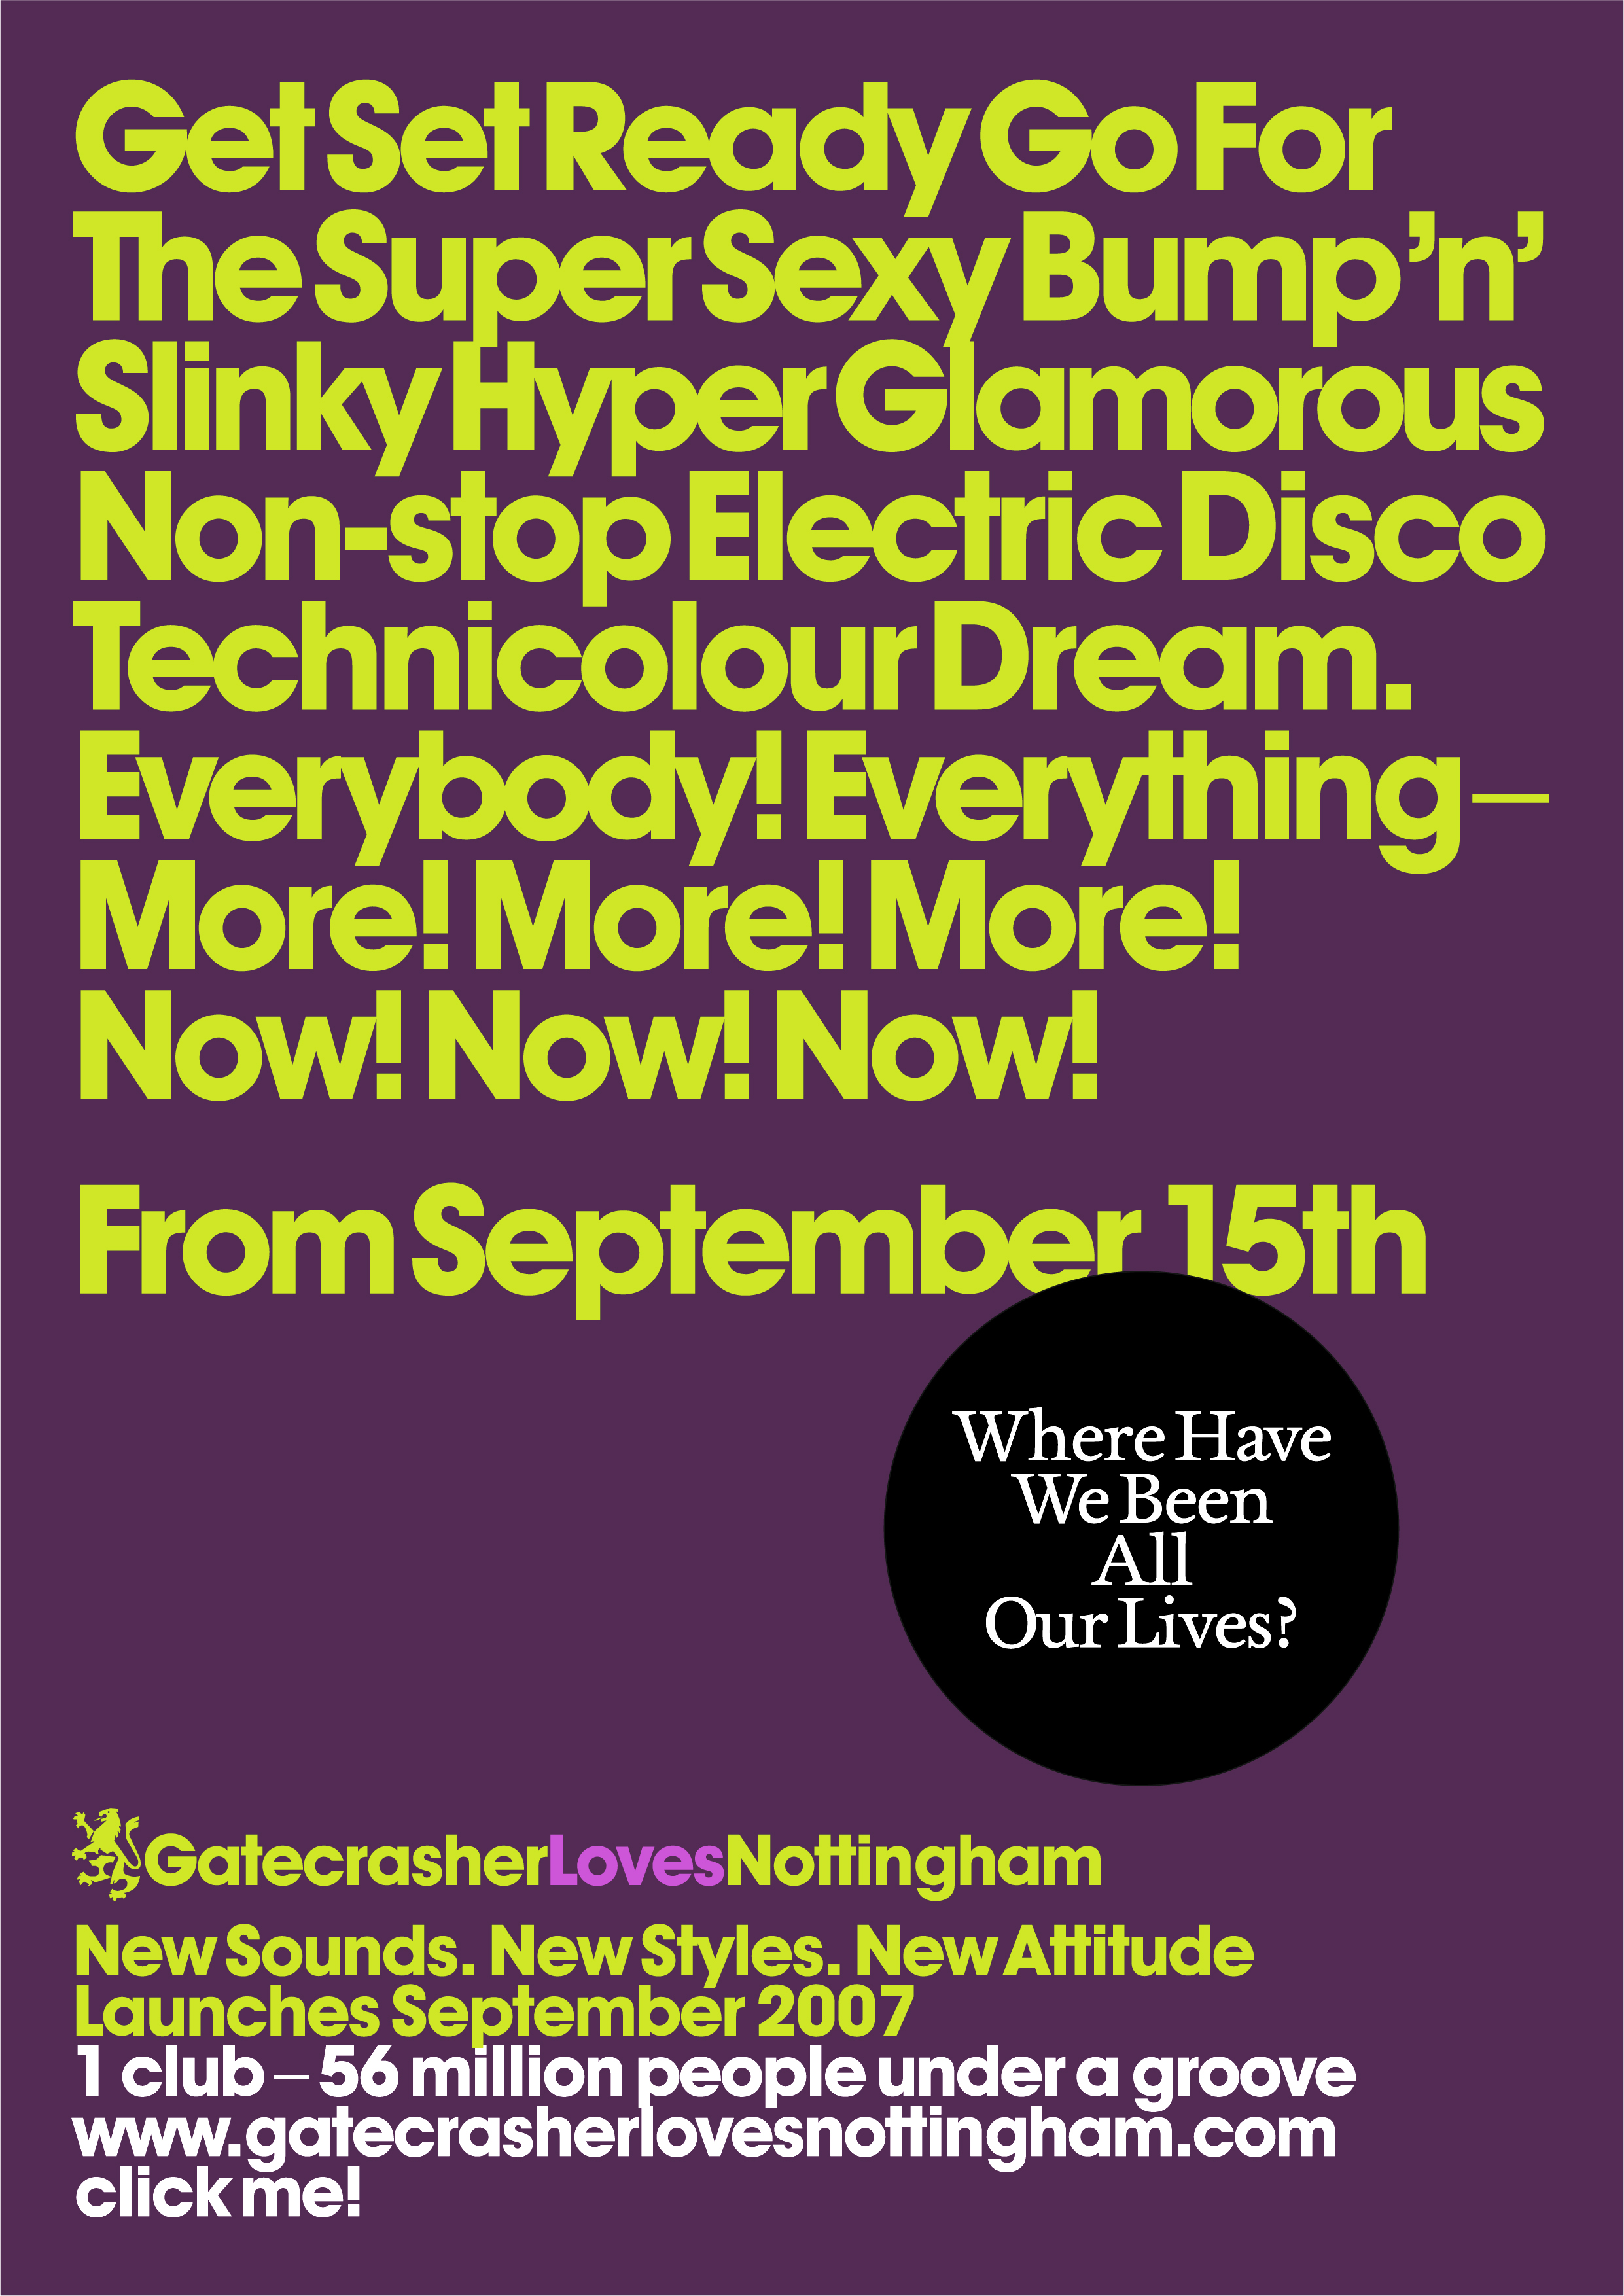 Get Set Ready Go For
The Super Sexy Bump’n’
Slinky Hyper Glamorous
Non-stop Electric Disco
Technicolour Dream.
Everybody! Everything—
More! More! More!
Now! Now! Now!
From September 15th
Where Have
We Been
All
Our Lives?
GatecrasherLovesNottingham
New Sounds. New Styles. New Attitude
Launches September 2007
1 club — 56 million people under a groove
www.gatecrasherlovesnottingham.com
click me!